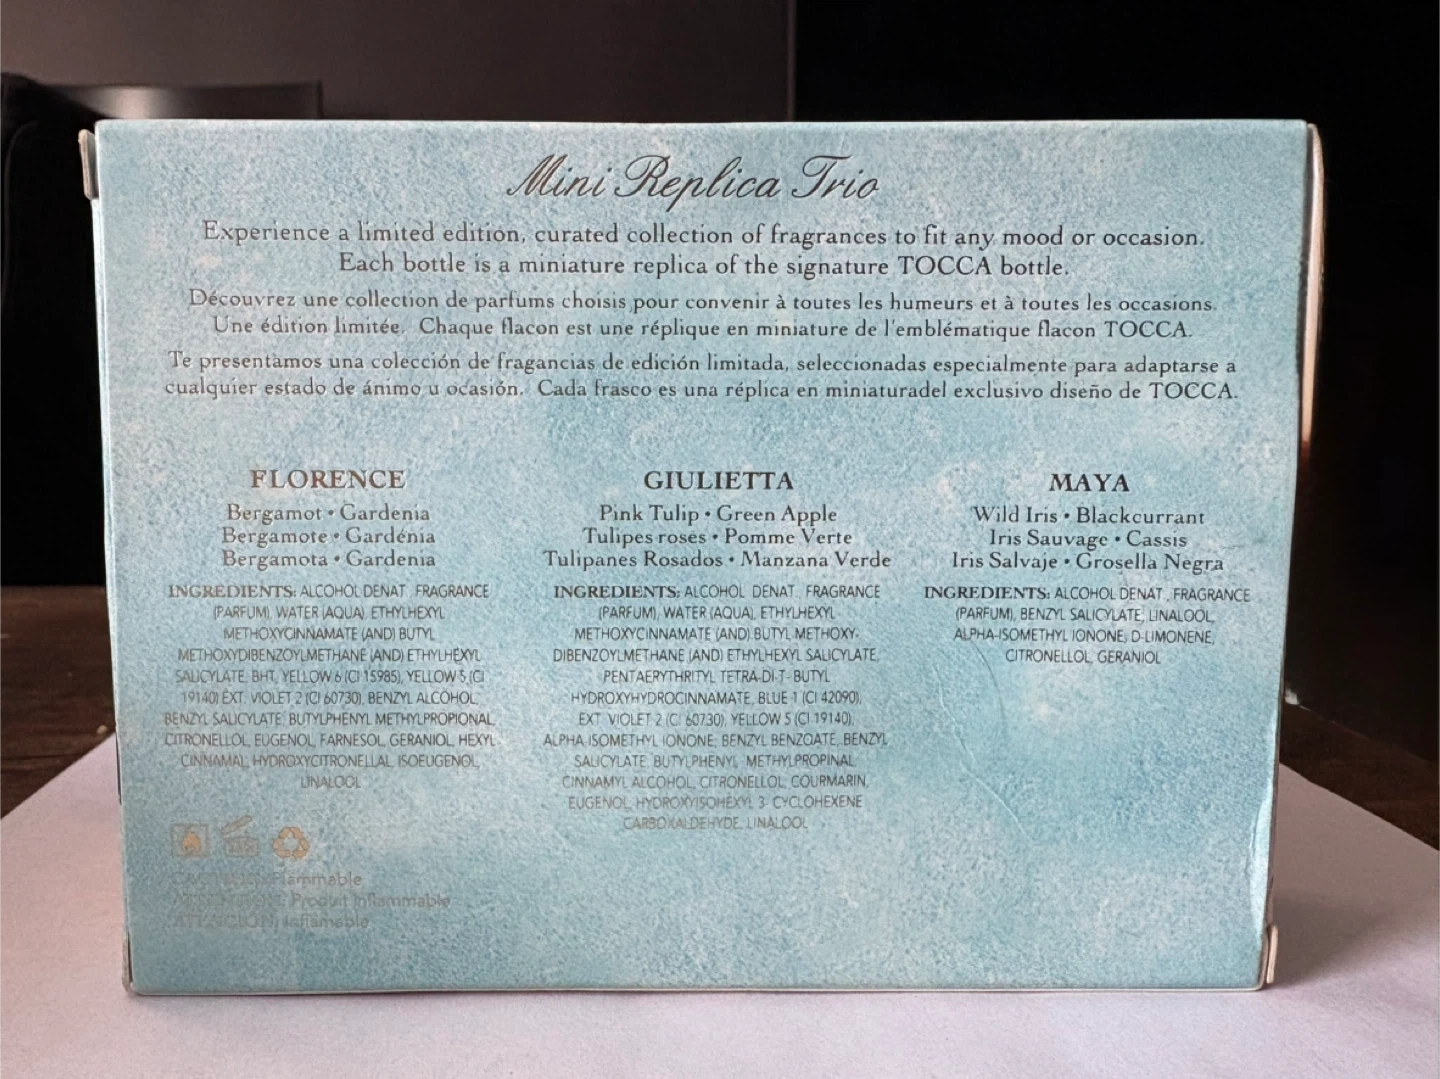 Mini Replica Trio
Experience a limited edition, curated collection of fragrances to fit any mood or occasion.
Each bottle is a miniature replica of the signature TOCCA bottle.
Découvrez une collection de parfums choisis pour convenir à toutes les humeurs et à toutes les occasions.
Une édition limitée. Chaque flacon est une réplique en miniature de l'emblématique flacon TOCCA.
Te presentamos una colección de fragancias de edición limitada, seleccionadas especialmente para adaptarse a
cualquier estado de ánimo u ocasión. Cada frasco es una réplica en miniaturadel exclusivo diseño de TOCCA.
FLORENCE
Bergamot • Gardenia
Bergamote • Gardénia
Bergamota • Gardenia
INGREDIENTS: ALCOHOL DENAT., FRAGRANCE
(PARFUM), WATER (AQUA), ETHYLHEXYL
METHOXYCINNAMATE (AND) BUTYL
METHOXYDIBENZOYLMETHANE (AND) ETHYLHEXYL
SALICYLATE, BHT, YELLOW 6 (CI 15985), YELLOW 5 (CI
19140) EXT. VIOLET 2 (CI 60730), BENZYL ALCOHOL,
BENZYL SALICYLATE, BUTYLPHENYL METHYLPROPIONAL,
CITRONELLOL, EUGENOL, FARNESOL, GERANIOL, HEXYL
CINNAMAL, HYDROXYCITRONELLAL, ISOEUGENOL,
LINALOOL
GIULIETTA
Pink Tulip • Green Apple
Tulipes roses • Pomme Verte
Tulipanes Rosados • Manzana Verde
INGREDIENTS: ALCOHOL DENAT., FRAGRANCE
(PARFUM), WATER (AQUA), ETHYLHEXYL
METHOXYCINNAMATE (AND) BUTYL METHOXY-
DIBENZOYLMETHANE (AND) ETHYLHEXYL SALICYLATE,
PENTAERYTHRITYL TETRA-DI-T- BUTYL
HYDROXYHYDROCINNAMATE, BLUE 1 (CI 42090),
EXT. VIOLET 2 (CI 60730), YELLOW 5 (CI 19140),
ALPHA-ISOMETHYL IONONE, BENZYL BENZOATE, BENZYL
SALICYLATE, BUTYLPHENYL METHYLPROPINAL,
CINNAMYL ALCOHOL, CITRONELLOL, COURMARIN,
EUGENOL, HYDROXYISOHEXYL 3- CYCLOHEXENE
CARBOXALDEHYDE, LINALOOL
MAYA
Wild Iris • Blackcurrant
Iris Sauvage • Cassis
Iris Salvaje • Grosella Negra
INGREDIENTS: ALCOHOL DENAT., FRAGRANCE
(PARFUM), BENZYL SALICYLATE, LINALOOL,
ALPHA-ISOMETHYL IONONE, D-LIMONENE,
CITRONELLOL, GERANIOL
Flammable
ATTENTION: Produit Inflammable
ATENCIÓN: Inflamable